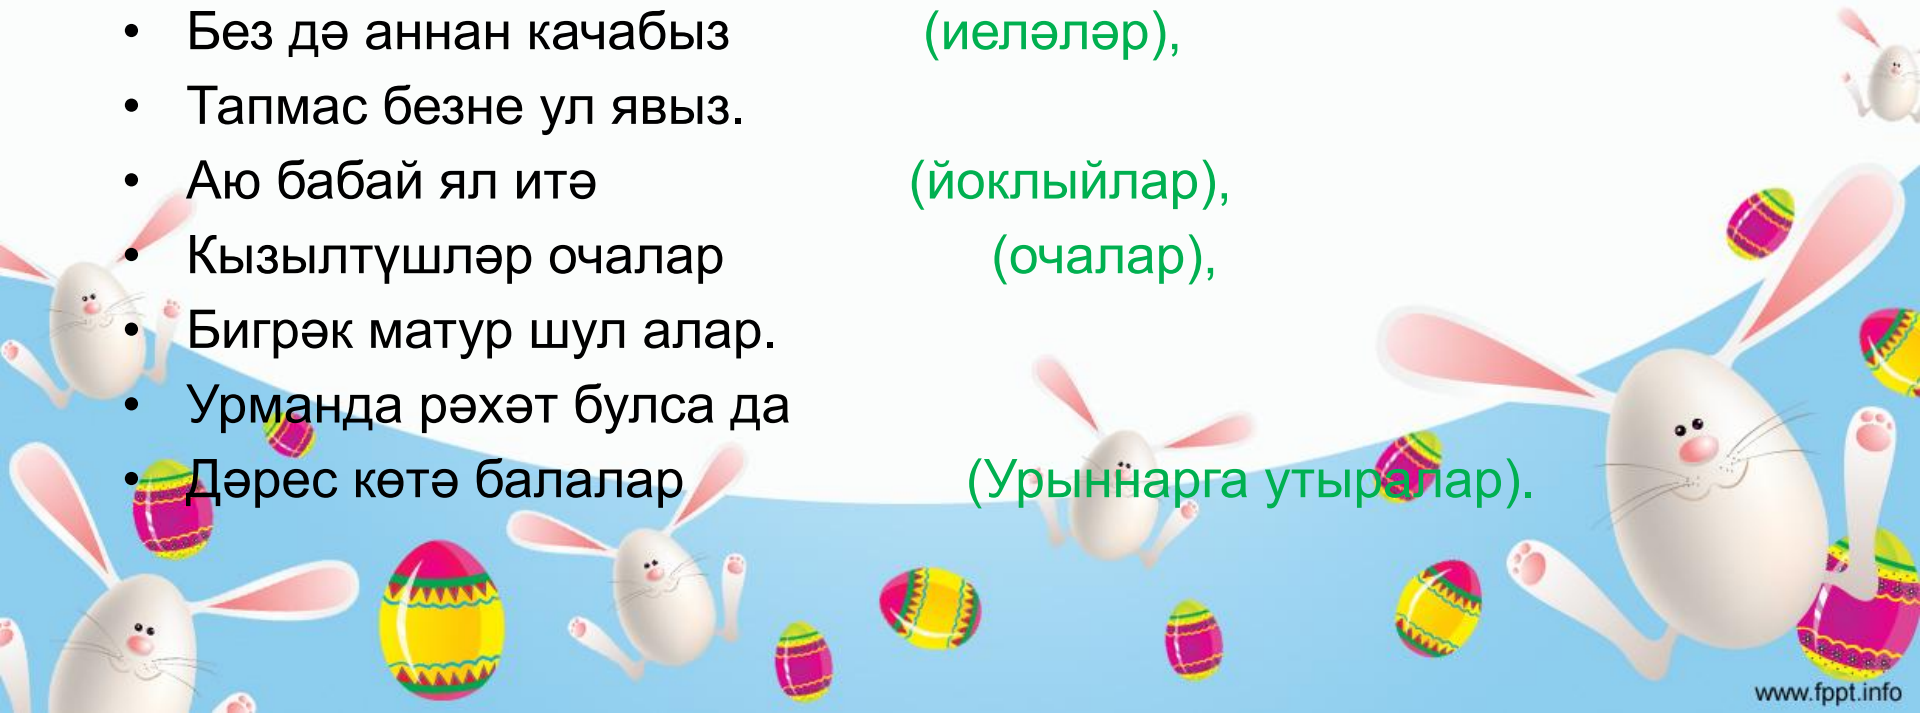 • Без дә аннан качабыз (иеләләр),
• Тапмас безне ул явыз.
• Аю бабай ял итә (йоклыйлар),
• Кызылтүшләр очалар (очалар),
• Бигрәк матур шул алар.
• Урманда рәхәт булса да
• Дәрес көтә балалар (Урыннарга утыралар).
www.fppt.info